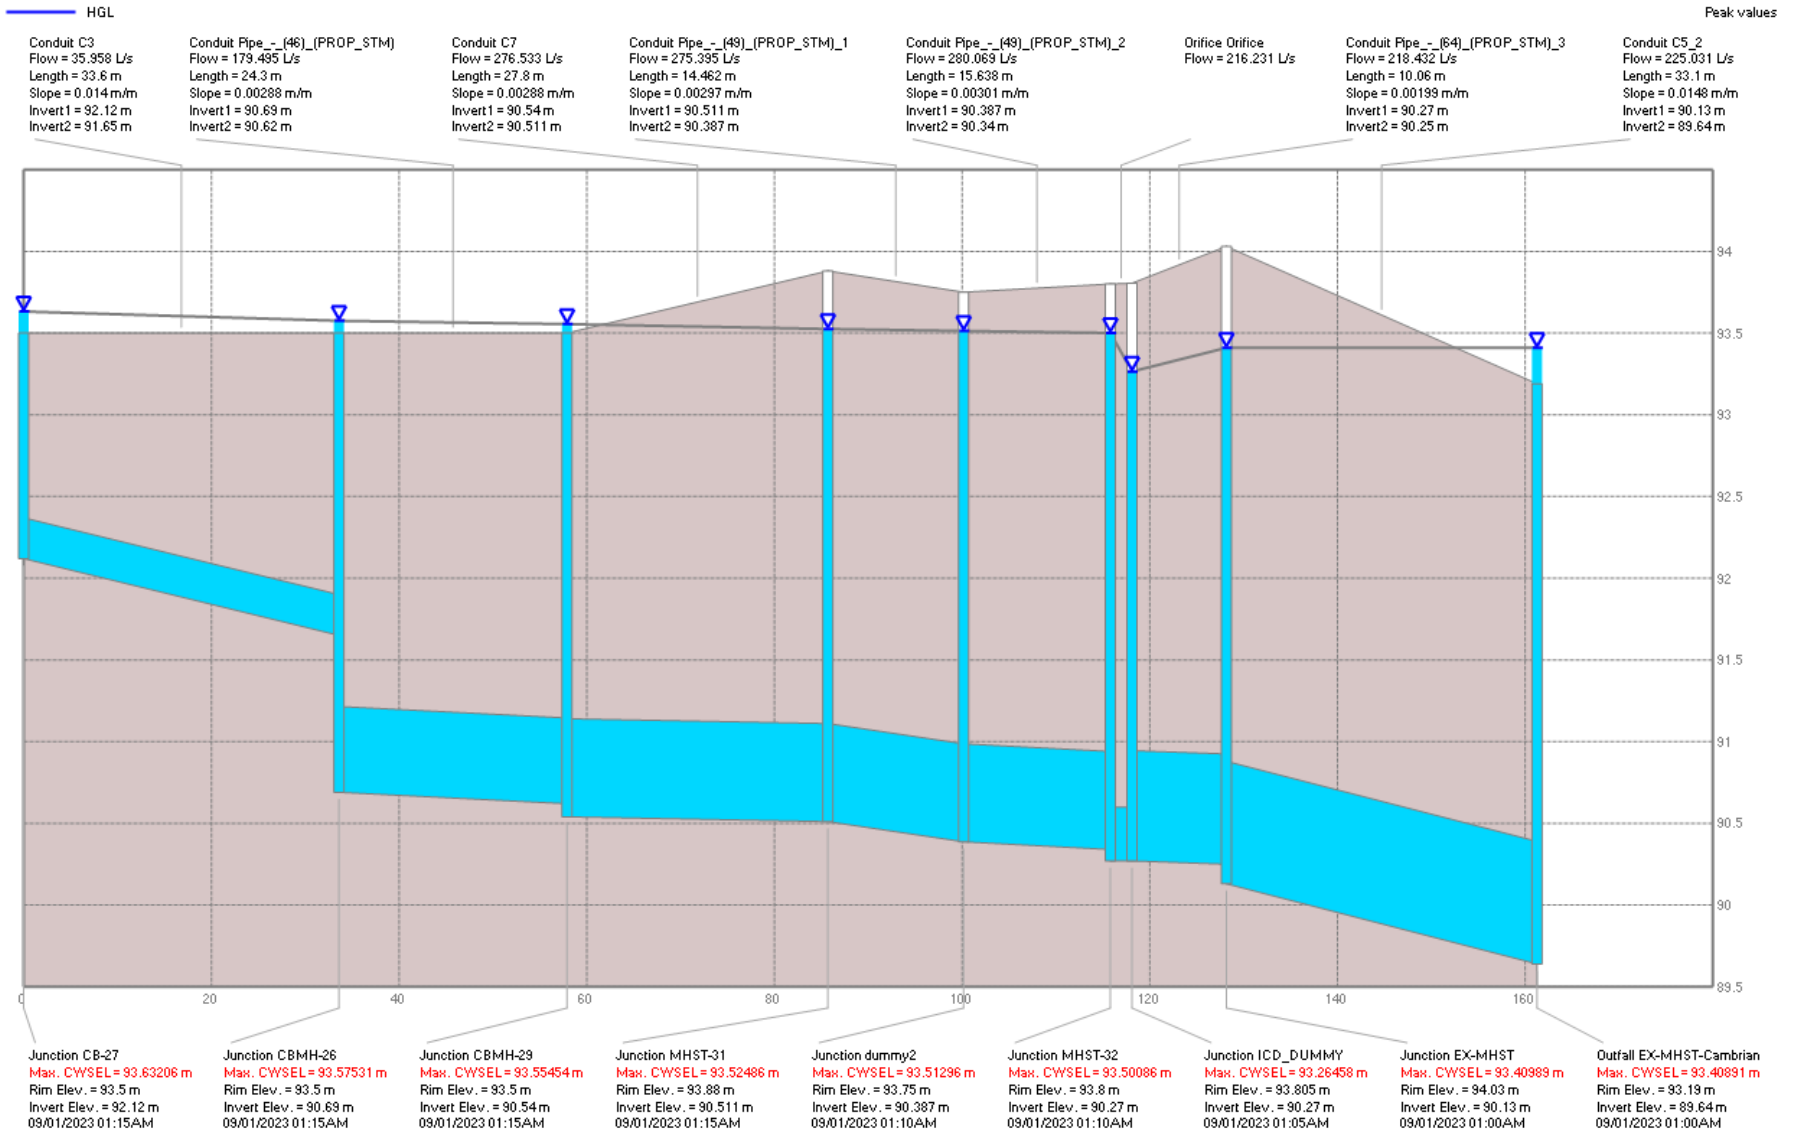 HGL
Peak values
Conduit C3
Flow = 35.958 L/s
Length = 33.6 m
Slope = 0.014 m/m
Invert1 = 92.12 m
Invert2 = 91.65 m
Conduit Pipe_-_(46)_(PROP_STM)
Flow = 179.495 L/s
Length = 24.3 m
Slope = 0.00288 m/m
Invert1 = 90.69 m
Invert2 = 90.62 m
Conduit C7
Flow = 276.533 L/s
Length = 27.8 m
Slope = 0.00288 m/m
Invert1 = 90.54 m
Invert2 = 90.511 m
Conduit Pipe_-_(49)_(PROP_STM)_1
Flow = 275.395 L/s
Length = 14.462 m
Slope = 0.00297 m/m
Invert1 = 90.511 m
Invert2 = 90.387 m
Conduit Pipe_-_(49)_(PROP_STM)_2
Flow = 280.069 L/s
Length = 15.638 m
Slope = 0.00301 m/m
Invert1 = 90.387 m
Invert2 = 90.34 m
Orifice Orifice
Flow = 216.231 L/s
Conduit Pipe_-_(64)_(PROP_STM)_3
Flow = 218.432 L/s
Length = 10.06 m
Slope = 0.00199 m/m
Invert1 = 90.27 m
Invert2 = 90.25 m
Conduit C5_2
Flow = 225.031 L/s
Length = 33.1 m
Slope = 0.0148 m/m
Invert1 = 90.13 m
Invert2 = 89.64 m
94
93.5
93
92.5
92
91.5
91
90.5
90
89.5
0
20
40
60
80
100
120
140
160
Junction CB-27
Max. CWSEL = 93.63206 m
Rim Elev. = 93.5 m
Invert Elev. = 92.12 m
09/01/2023 01:15AM
Junction CBMH-26
Max. CWSEL = 93.57531 m
Rim Elev. = 93.5 m
Invert Elev. = 90.69 m
09/01/2023 01:15AM
Junction CBMH-29
Max. CWSEL = 93.55454 m
Rim Elev. = 93.5 m
Invert Elev. = 90.54 m
09/01/2023 01:15AM
Junction MHST-31
Max. CWSEL = 93.52486 m
Rim Elev. = 93.88 m
Invert Elev. = 90.511 m
09/01/2023 01:15AM
Junction dummy2
Max. CWSEL = 93.51296 m
Rim Elev. = 93.75 m
Invert Elev. = 90.387 m
09/01/2023 01:10AM
Junction MHST-32
Max. CWSEL = 93.50086 m
Rim Elev. = 93.8 m
Invert Elev. = 90.27 m
09/01/2023 01:10AM
Junction ICD_DUMMY
Max. CWSEL = 93.26458 m
Rim Elev. = 93.805 m
Invert Elev. = 90.27 m
09/01/2023 01:05AM
Junction EX-MHST
Max. CWSEL = 93.40989 m
Rim Elev. = 94.03 m
Invert Elev. = 90.13 m
09/01/2023 01:00AM
Outfall EX-MHST-Cambrian
Max. CWSEL = 93.40891 m
Rim Elev. = 93.19 m
Invert Elev. = 89.64 m
09/01/2023 01:00AM